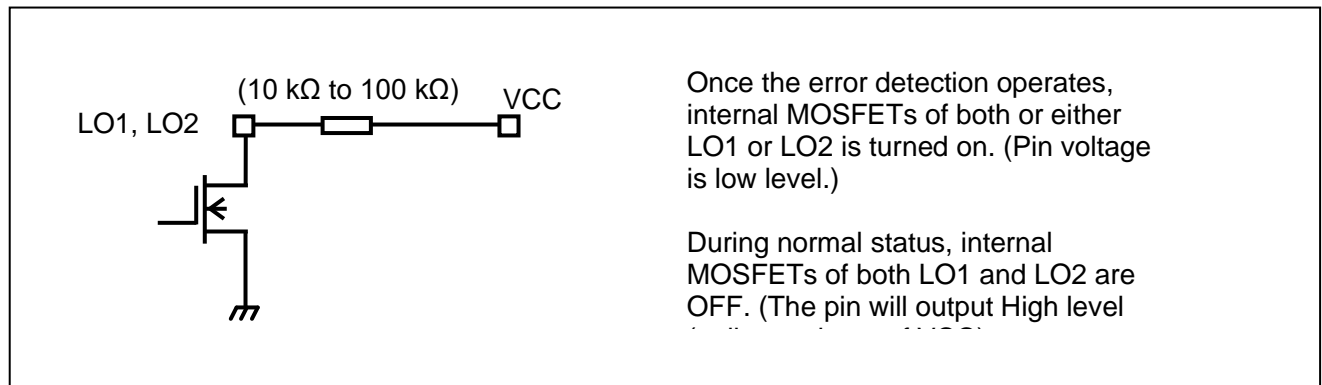 (10 kΩ to 100 kΩ)
VCC
LO1, LO2
Once the error detection operates,
internal MOSFETs of both or either
LO1 or LO2 is turned on. (Pin voltage
is low level.)
During normal status, internal
MOSFETs of both LO1 and LO2 are
OFF. (The pin will output High level